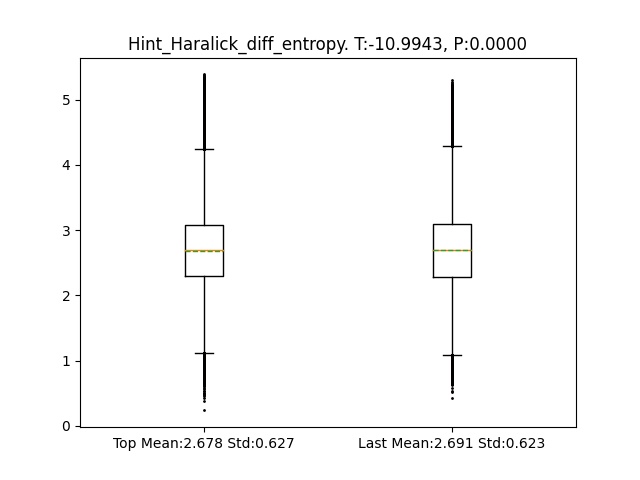 Hint_Haralick_diff_entropy. T:-10.9943, P:0.0000
5
4
3
2
1
0
Top Mean:2.678 Std:0.627
Last Mean:2.691 Std:0.623